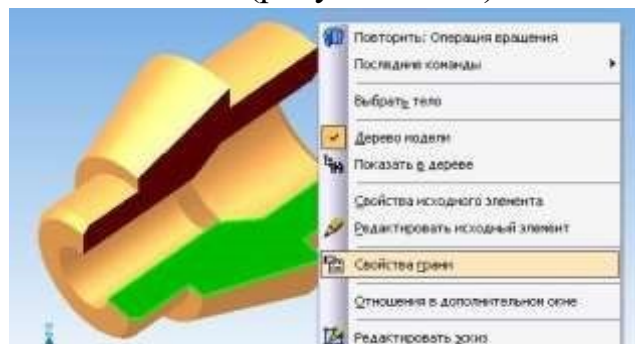 Повторить: Операция вращения
Последние команды
Выбрать тело
Дерево модели
Показать в дереве
Свойства исходного элемента
Редактировать исходный элемент
Свойства грани
Отношения в дополнительном окне
Редактировать эскиз